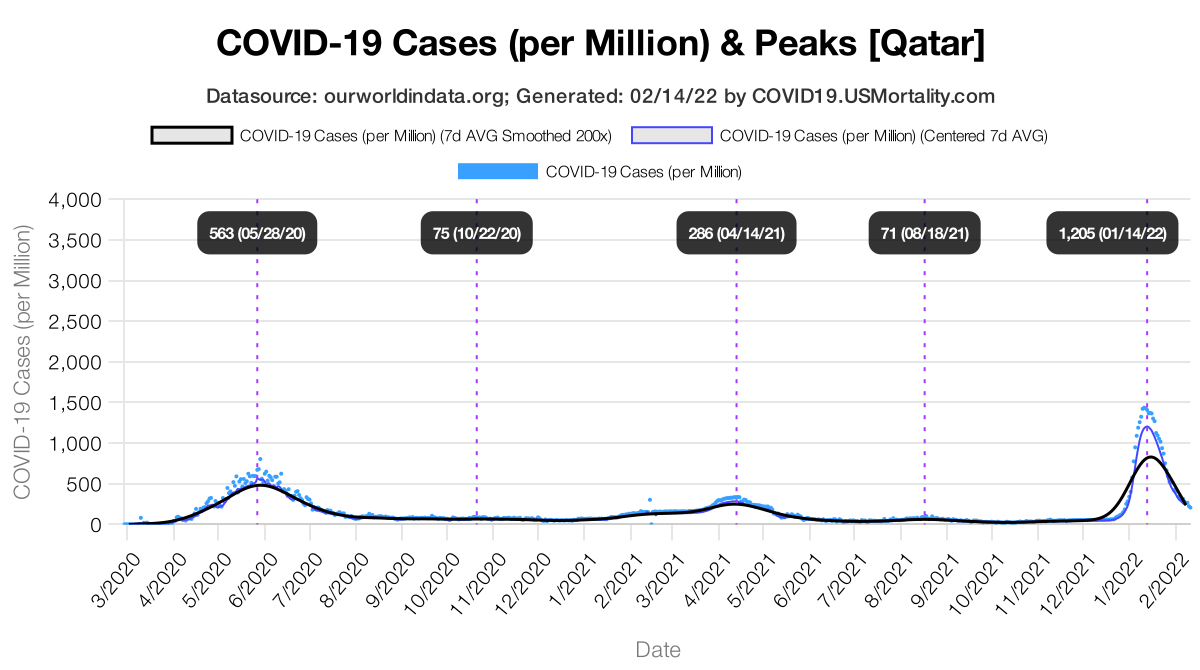 COVID-19 Cases (per Million) & Peaks [Qatar]
Datasource: ourworldindata.org; Generated: 02/14/22 by COVID19.USMortality.com
COVID-19 Cases (per Million) (7d AVG Smoothed 200x) COVID-19 Cases (per Million) (Centered 7d AVG)
COVID-19 Cases (per Million)
COVID-19 Cases (per Million)
4,000
3,500
3,000
2,500
2,000
1,500
1,000
500
0
563 (05/28/20) 75 (10/22/20) 286 (04/14/21) 71 (08/18/21) 1,205 (01/14/22)
3/2020 4/2020 5/2020 6/2020 7/2020 8/2020 9/2020 10/2020 11/2020 12/2020 1/2021 2/2021 3/2021 4/2021 5/2021 6/2021 7/2021 8/2021 9/2021 10/2021 11/2021 12/2021 1/2022 2/2022
Date